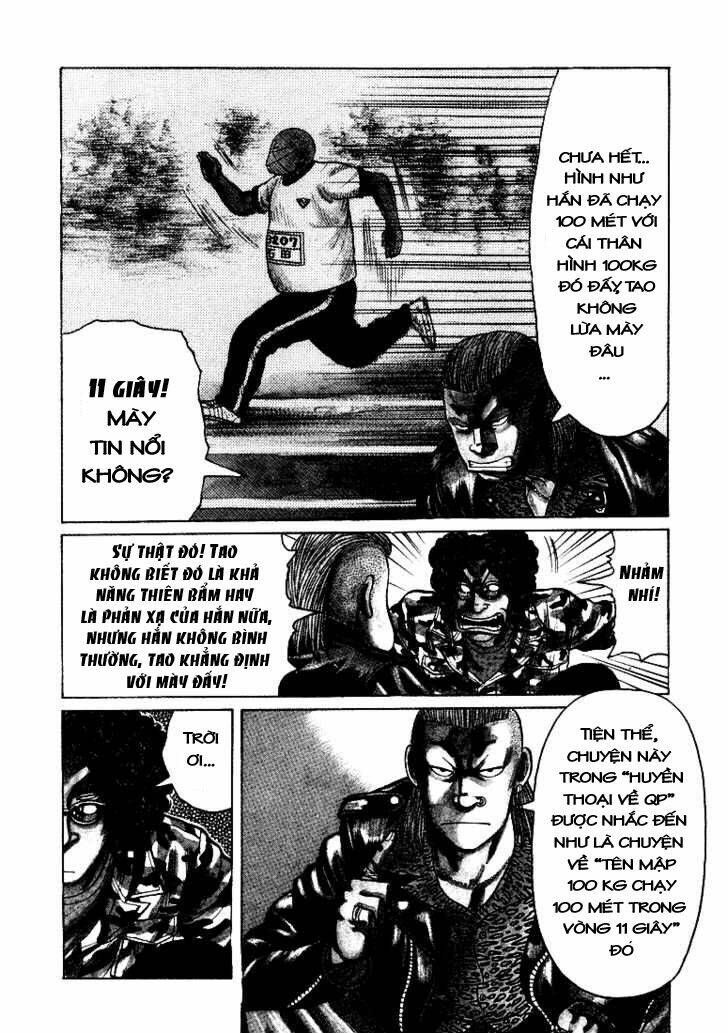 CHƯA HẾT...
HÌNH NHƯ
HẮN ĐÃ CHẠY
100 MÉT VỚI
CÁI THÂN
HÌNH 100KG
ĐÓ ĐẤY, TAO
KHÔNG
LỪA MÀY
ĐÂU
...
3207
石田
11 GIÂY!
MÀY
TIN NỔI
KHÔNG?
NHẢM
NHÍ!
SỰ THẬT ĐÓ! TAO
KHÔNG BIẾT ĐÓ LÀ KHẢ
NĂNG THIÊN BẨM HAY
LÀ PHẢN XẠ CỦA HẮN NỮA,
NHƯNG HẮN KHÔNG BÌNH
THƯỜNG, TAO KHẲNG ĐỊNH
VỚI MÀY ĐẤY!
TRỜI
ƠI...
TIỆN THỂ,
CHUYỆN NÀY
TRONG “HUYỀN
THOẠI VỀ QP”
ĐƯỢC NHẮC ĐẾN
NHƯ LÀ CHUYỆN
VỀ “TÊN MẬP
100 KG CHẠY
100 MÉT TRONG
VÒNG 11 GIÂY”
ĐÓ